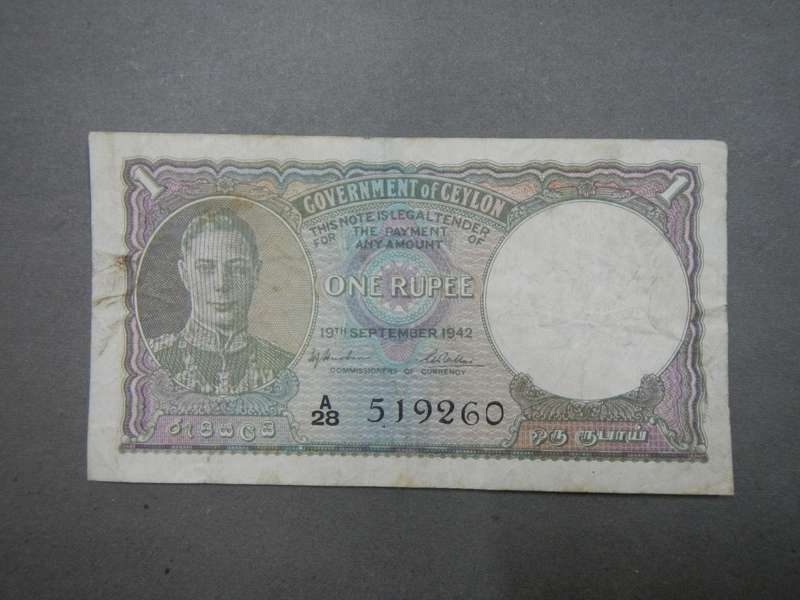 1
1
GOVERNMENT OF CEYLON
THIS NOTE IS LEGAL TENDER
FOR THE PAYMENT OF
ANY AMOUNT
ONE RUPEE
19TH SEPTEMBER 1942
COMMISSIONERS OF CURRENCY
A/28 519260
රුපියලයි
ஒரு ரூபாய்